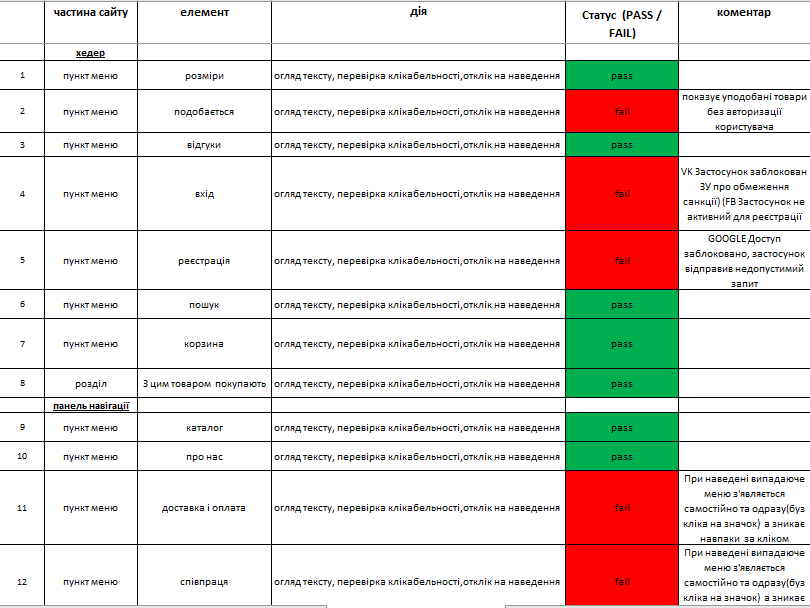 частина сайту елемент дія Статус (PASS /
FAIL) коментар
хедер
1 пункт меню розміри огляд тексту, перевірка клікабельності,отклік на наведення pass
2 пункт меню подобається огляд тексту, перевірка клікабельності,отклік на наведення fail показує уподобані товари
без авторизації
користувача
3 пункт меню відгуки огляд тексту, перевірка клікабельності,отклік на наведення pass
4 пункт меню вхід огляд тексту, перевірка клікабельності,отклік на наведення fail VK Застосунок заблокован
ЗУ про обмеження
санкції) (FB Застосунок не
активний для реєстрації
5 пункт меню реєстрація огляд тексту, перевірка клікабельності,отклік на наведення fail GOOGLE Доступ
заблоковано, застосунок
відправив недопустимий
запит
6 пункт меню пошук огляд тексту, перевірка клікабельності,отклік на наведення pass
7 пункт меню корзина огляд тексту, перевірка клікабельності,отклік на наведення pass
8 розділ З цим товаром покупають огляд тексту, перевірка клікабельності,отклік на наведення pass
панель навігації
9 пункт меню каталог огляд тексту, перевірка клікабельності,отклік на наведення pass
10 пункт меню про нас огляд тексту, перевірка клікабельності,отклік на наведення pass
11 пункт меню доставка і оплата огляд тексту, перевірка клікабельності,отклік на наведення fail При наведені випадаюче
меню з'являється
самостійно та одразу(буз
кліка на значок) а зникає
навпаки за кліком
12 пункт меню співпраця огляд тексту, перевірка клікабельності,отклік на наведення fail При наведені випадаюче
меню з'являється
самостійно та одразу(буз
кліка на значок) а зникає